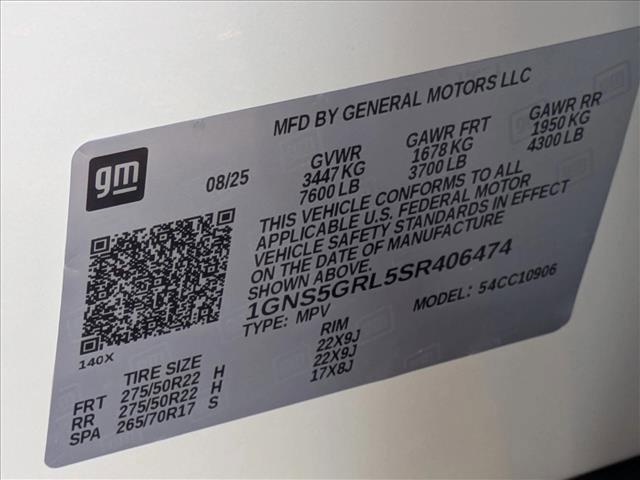 gm
MFD BY GENERAL MOTORS LLC
08/25
GVWR GAWR FRT GAWR RR
3447 KG 1678 KG 1950 KG
7600 LB 3700 LB 4300 LB
THIS VEHICLE CONFORMS TO ALL
APPLICABLE U.S. FEDERAL MOTOR
VEHICLE SAFETY STANDARDS IN EFFECT
ON THE DATE OF MANUFACTURE
SHOWN ABOVE.
1GNS5GRL5SR406474
TYPE: MPV MODEL: 54CC10906
140X
TIRE SIZE RIM
FRT 275/50R22 H 22X9J
RR 275/50R22 H 22X9J
SPA 265/70R17 S 17X8J